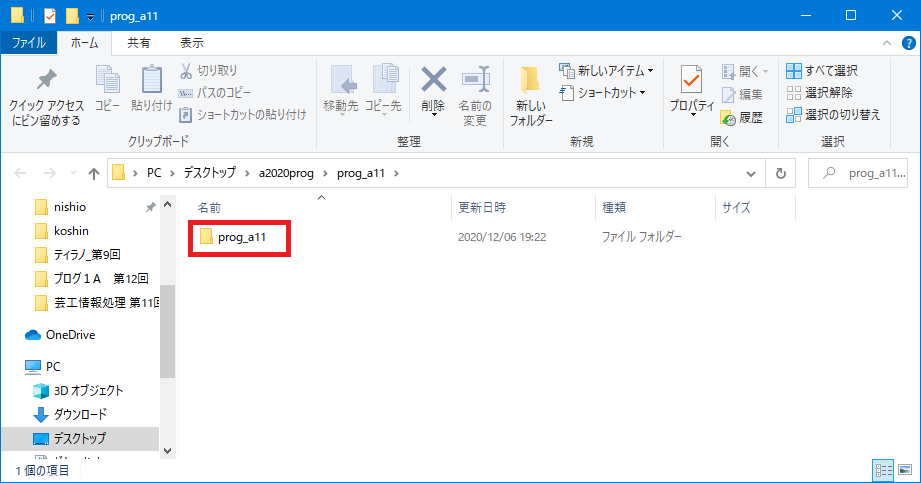 prog_a11
ファイル ホーム 共有 表示
クイック アクセスにピン留めする
コピー
貼り付け
切り取り
パスのコピー
ショートカットの貼り付け
クリップボード
移動先
コピー先
削除
名前の変更
整理
新しいフォルダー
新しいアイテム
ショートカット
新規
プロパティ
開く
編集
履歴
開く
すべて選択
選択解除
選択の切り替え
選択
PC デスクトップ a2020prog prog_a11
prog_a11...
nishio
koshin
ティラノ_第9回
プログ1A 第12回
芸工情報処理 第11回
OneDrive
PC
3D オブジェクト
ダウンロード
デスクトップ
名前 更新日時 種類 サイズ
prog_a11 2020/12/06 19:22 ファイル フォルダー
1 個の項目